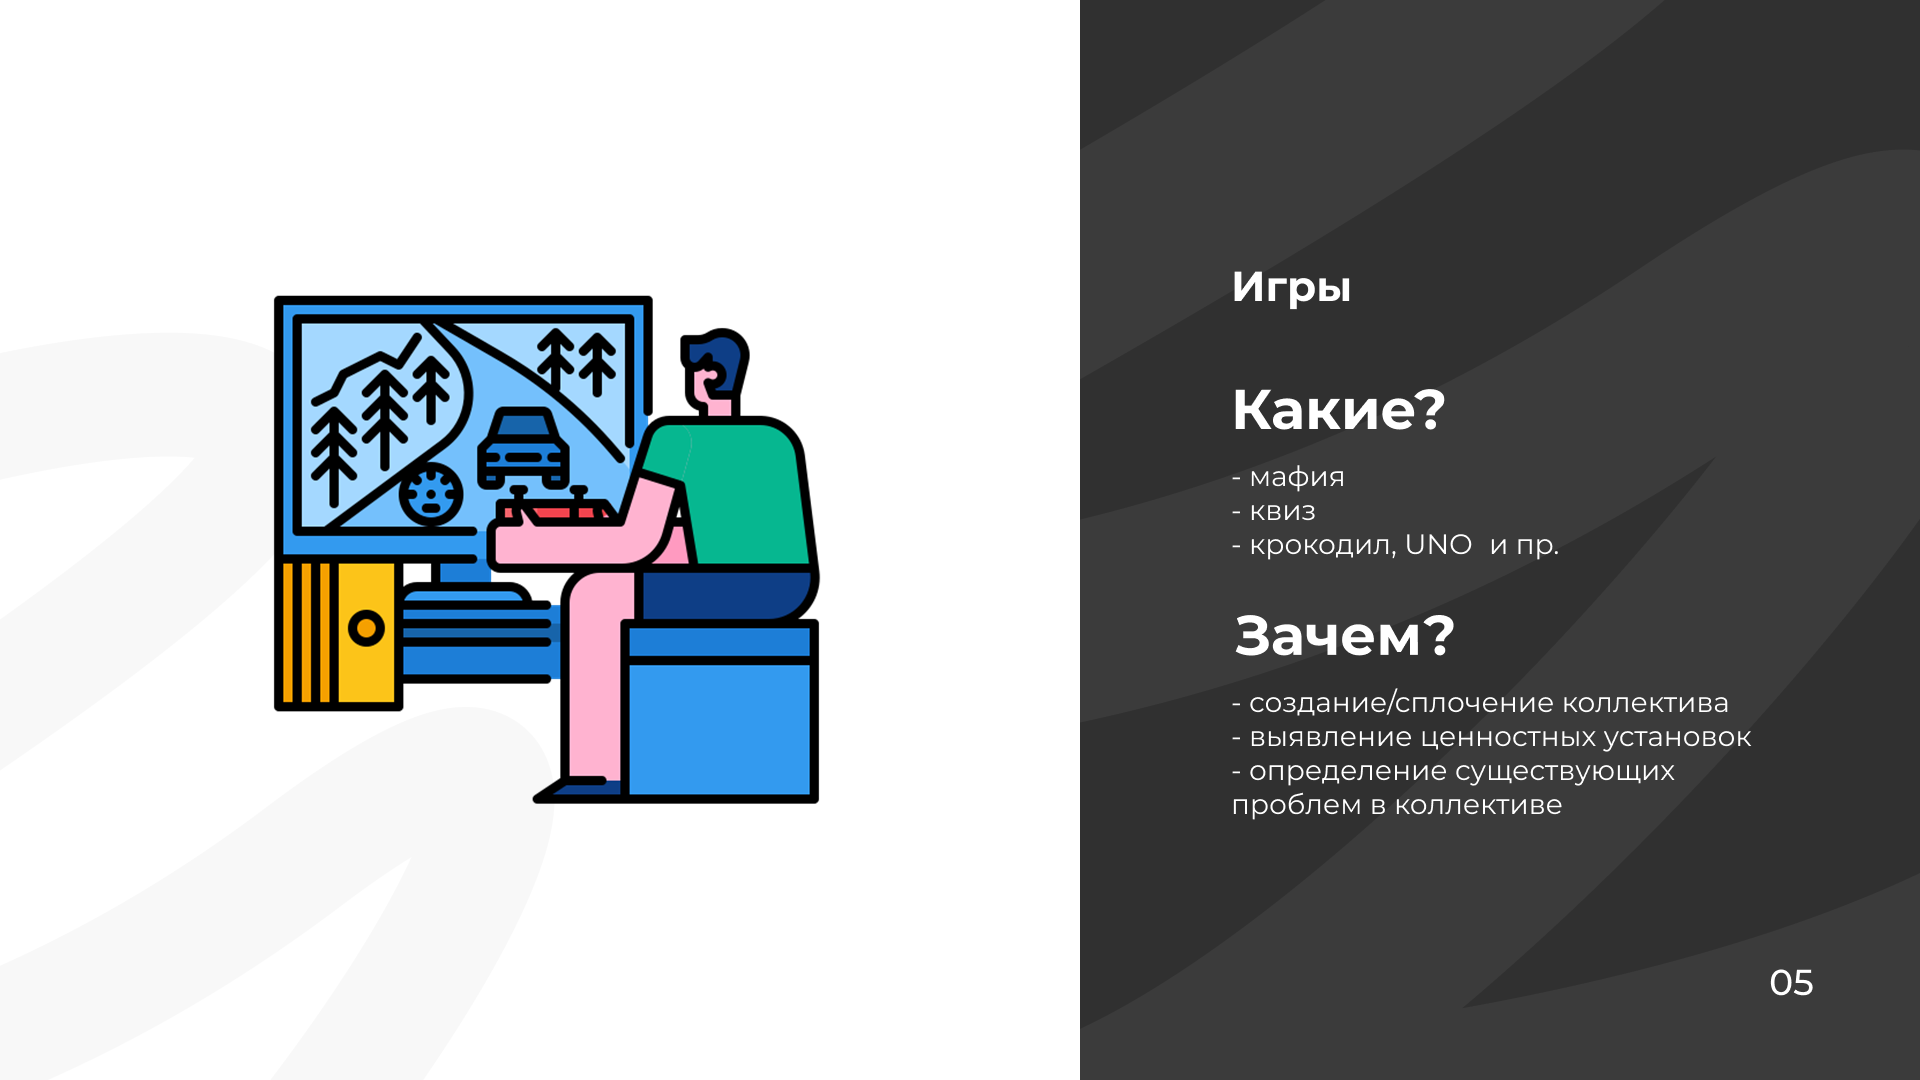 Игры
Какие?
- мафия
- квиз
- крокодил, UNO  и пр.
Зачем?
- создание/сплочение коллектива
- выявление ценностных установок
- определение существующих
проблем в коллективе
05